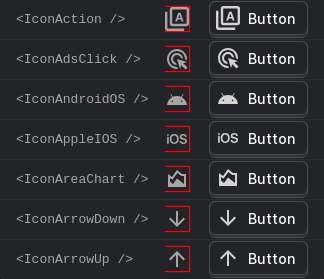 <IconAction /> A A Button
<IconAdsClick /> Button
<IconAndroidOS /> Button
<IconAppleIOS /> iOS iOS Button
<IconAreaChart /> Button
<IconArrowDown /> Button
<IconArrowUp /> Button